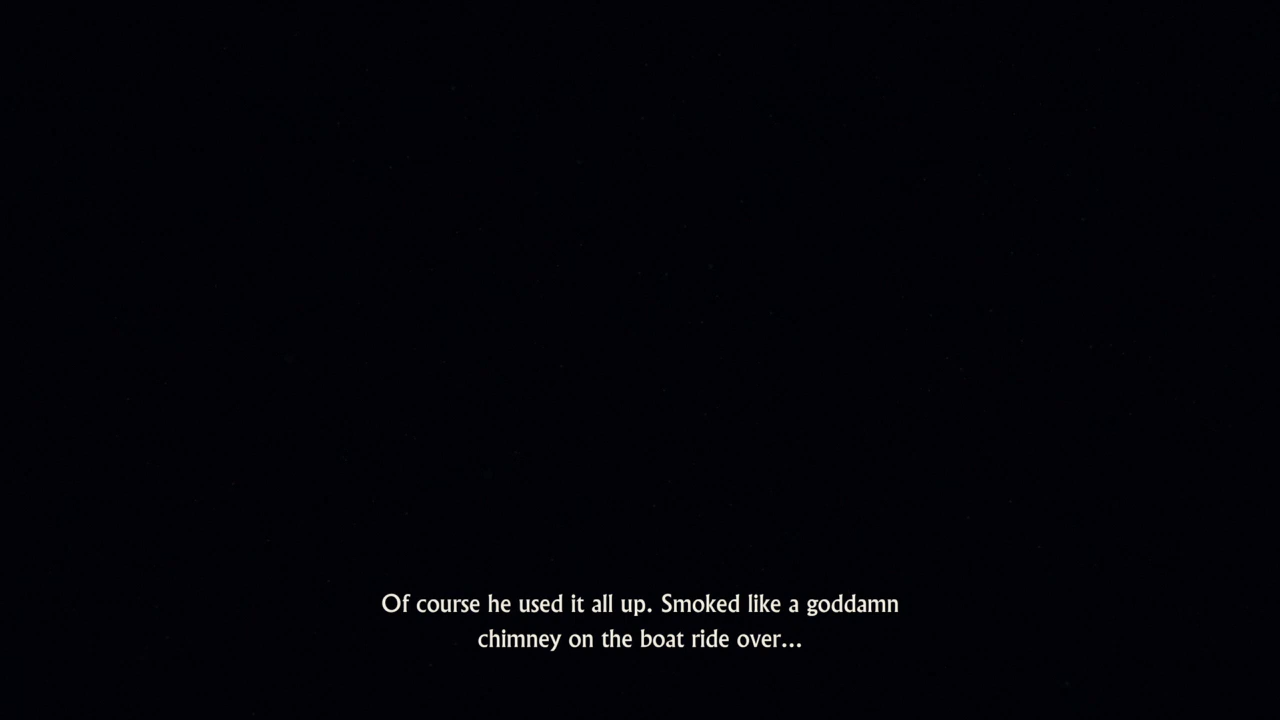 Of course he used it all up. Smoked like a goddamn
chimney on the boat ride over...